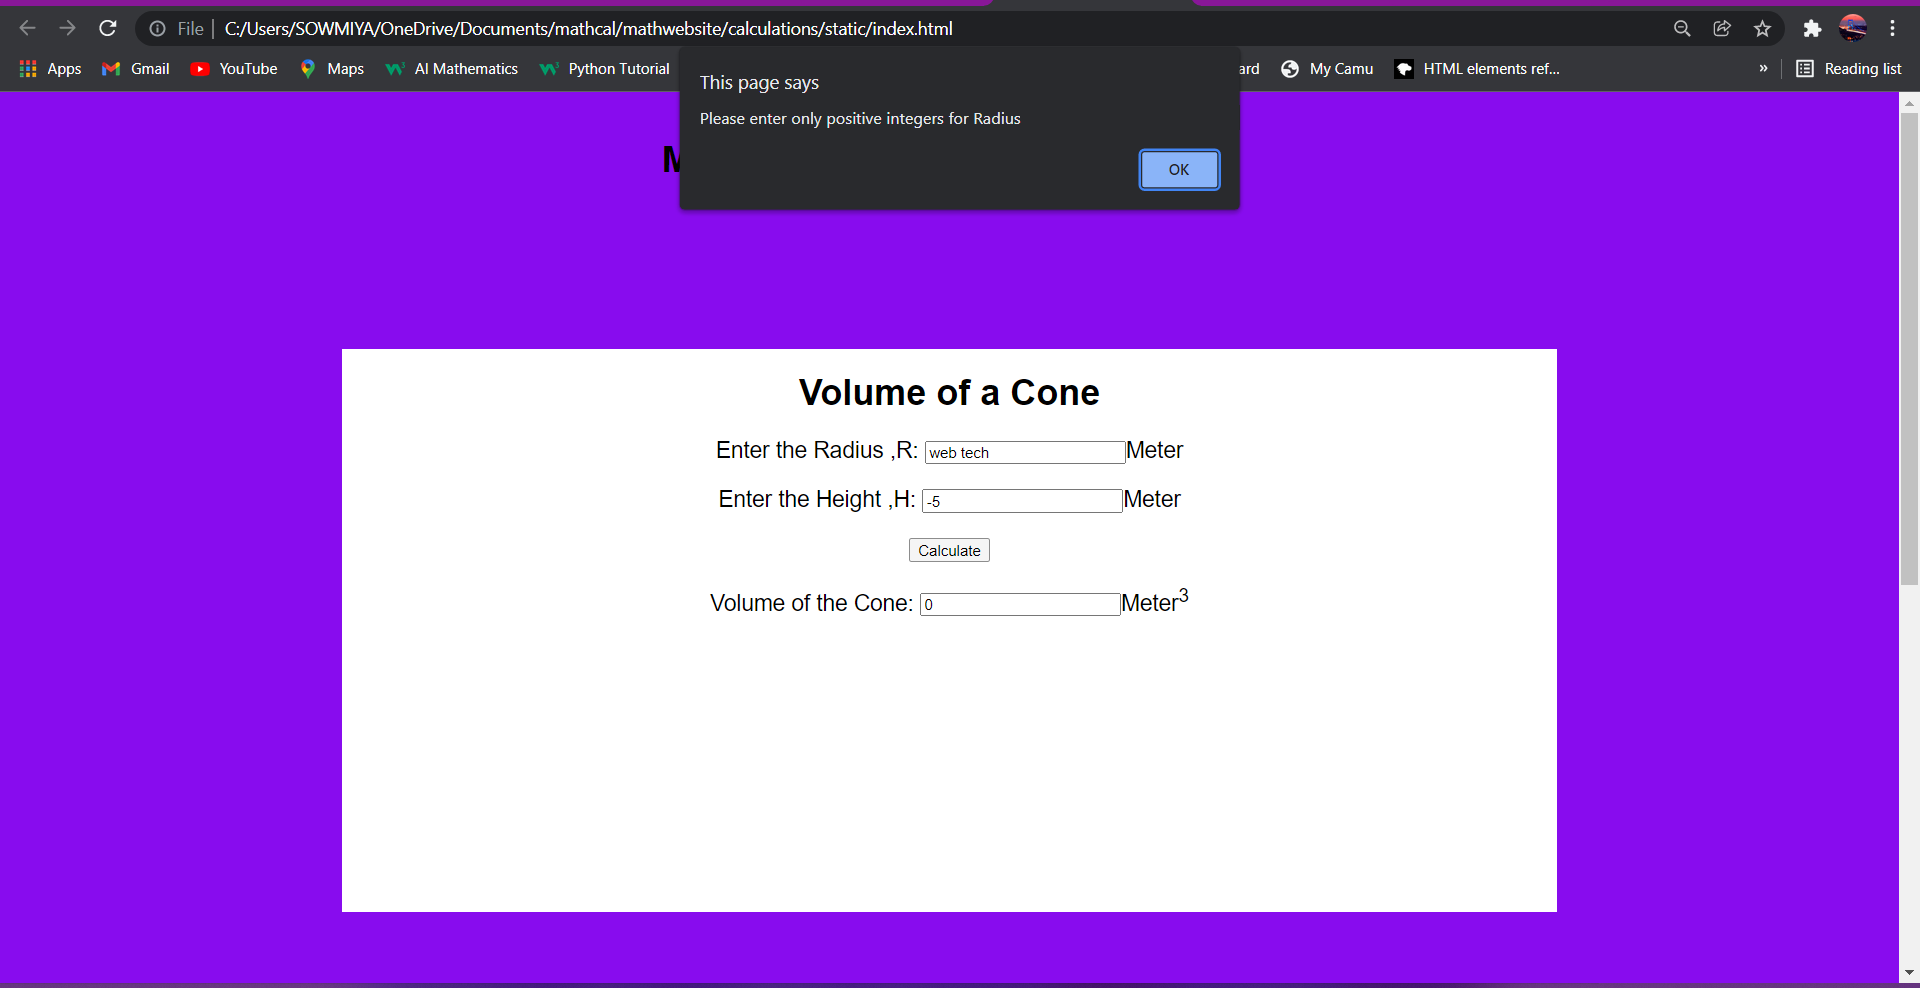 File C:/Users/SOWMIYA/OneDrive/Documents/mathcal/mathwebsite/calculations/static/index.html
Apps Gmail YouTube Maps AI Mathematics Python Tutorial ard My Camu HTML elements ref... » Reading list
This page says
Please enter only positive integers for Radius
OK
M
Volume of a Cone
Enter the Radius ,R: web tech Meter
Enter the Height ,H: -5 Meter
Calculate
Volume of the Cone: 0 Meter³